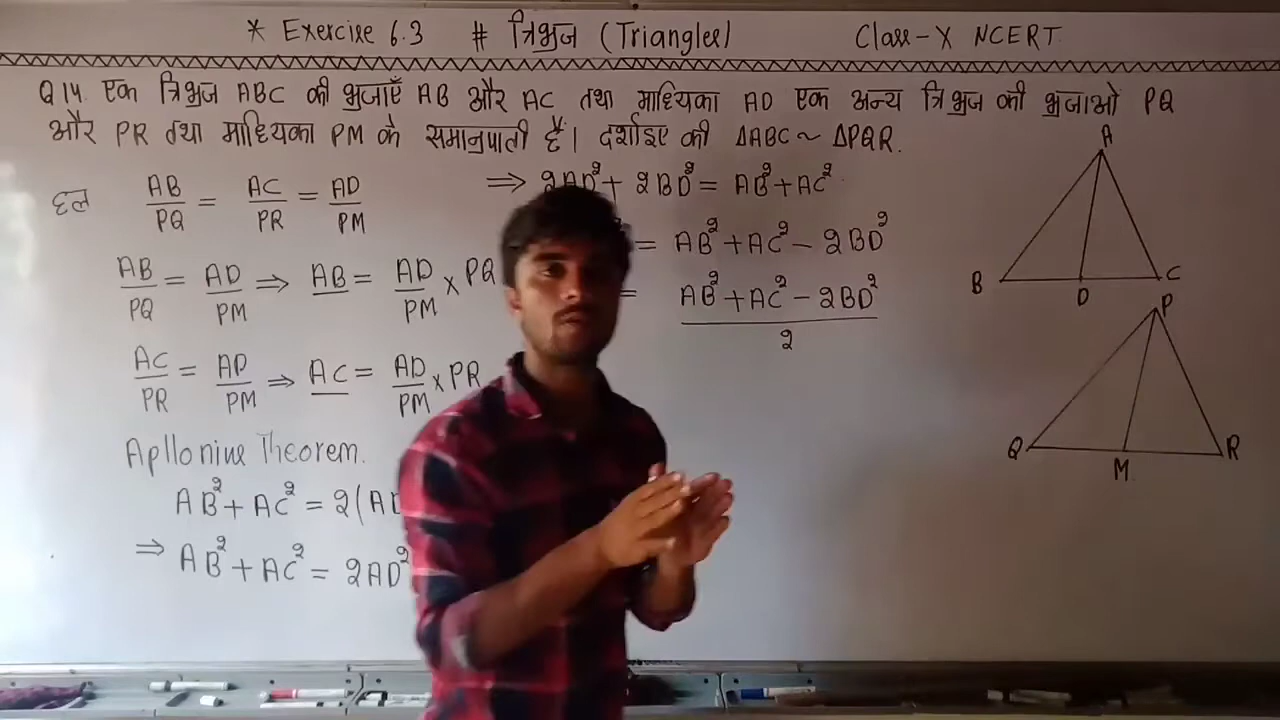 * Exercise 6.3 # त्रिभुज (Triangles) Class-X NCERT
Q14. एक त्रिभुज ABC की भुजाएँ AB और AC तथा माध्यिका AD एक अन्य त्रिभुज की भुजाओं PQ
और PR तथा माध्यिका PM के समानुपाती हैं। दर्शाइए की ΔABC ~ ΔPQR.
हल AB/PQ = AC/PR = AD/PM
AB/PQ = AD/PM ⇒ AB = AD/PM × PQ
AC/PR = AD/PM ⇒ AC = AD/PM × PR
Apllonius Theorem.
AB² + AC² = 2(AD
⇒ AB² + AC² = 2AD²
⇒ 2AD² + 2BD² = AB² + AC²
= AB² + AC² - 2BD²
= AB² + AC² - 2BD² / 2
A
B D C
P
Q M R